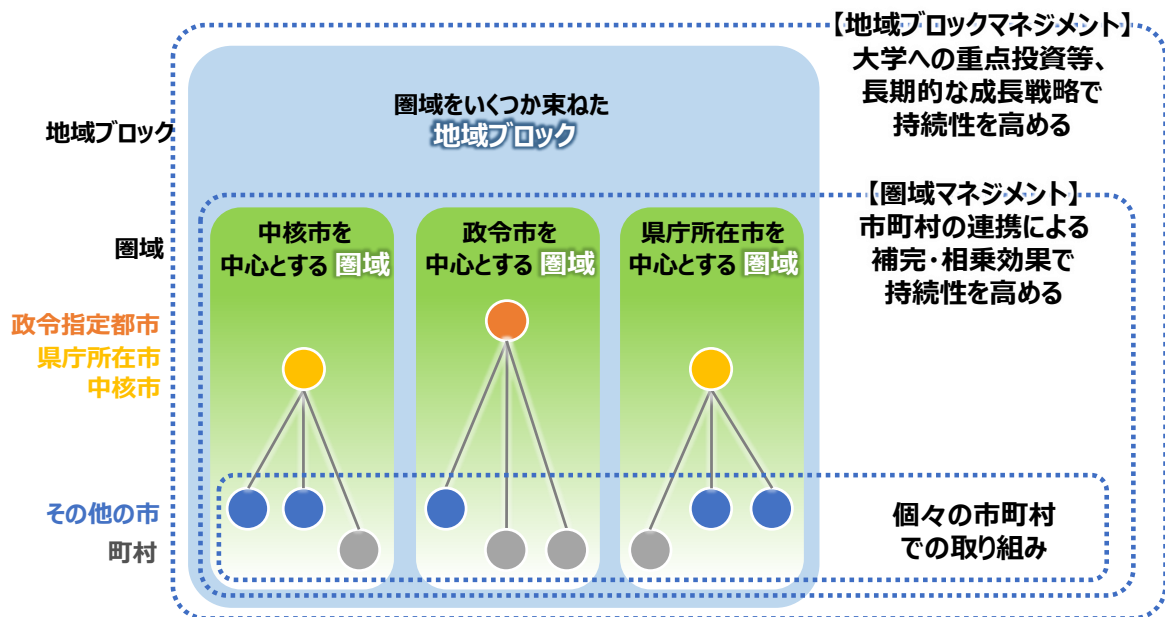 【地域ブロックマネジメント】
大学への重点投資等、
長期的な成長戦略で
持続性を高める
圏域をいくつか束ねた
地域ブロック
地域ブロック
【圏域マネジメント】
市町村の連携による
補完・相乗効果で
持続性を高める
圏域
中核市を
中心とする 圏域
政令市を
中心とする 圏域
県庁所在市を
中心とする 圏域
政令指定都市
県庁所在市
中核市
その他の市
町村
個々の市町村
での取り組み